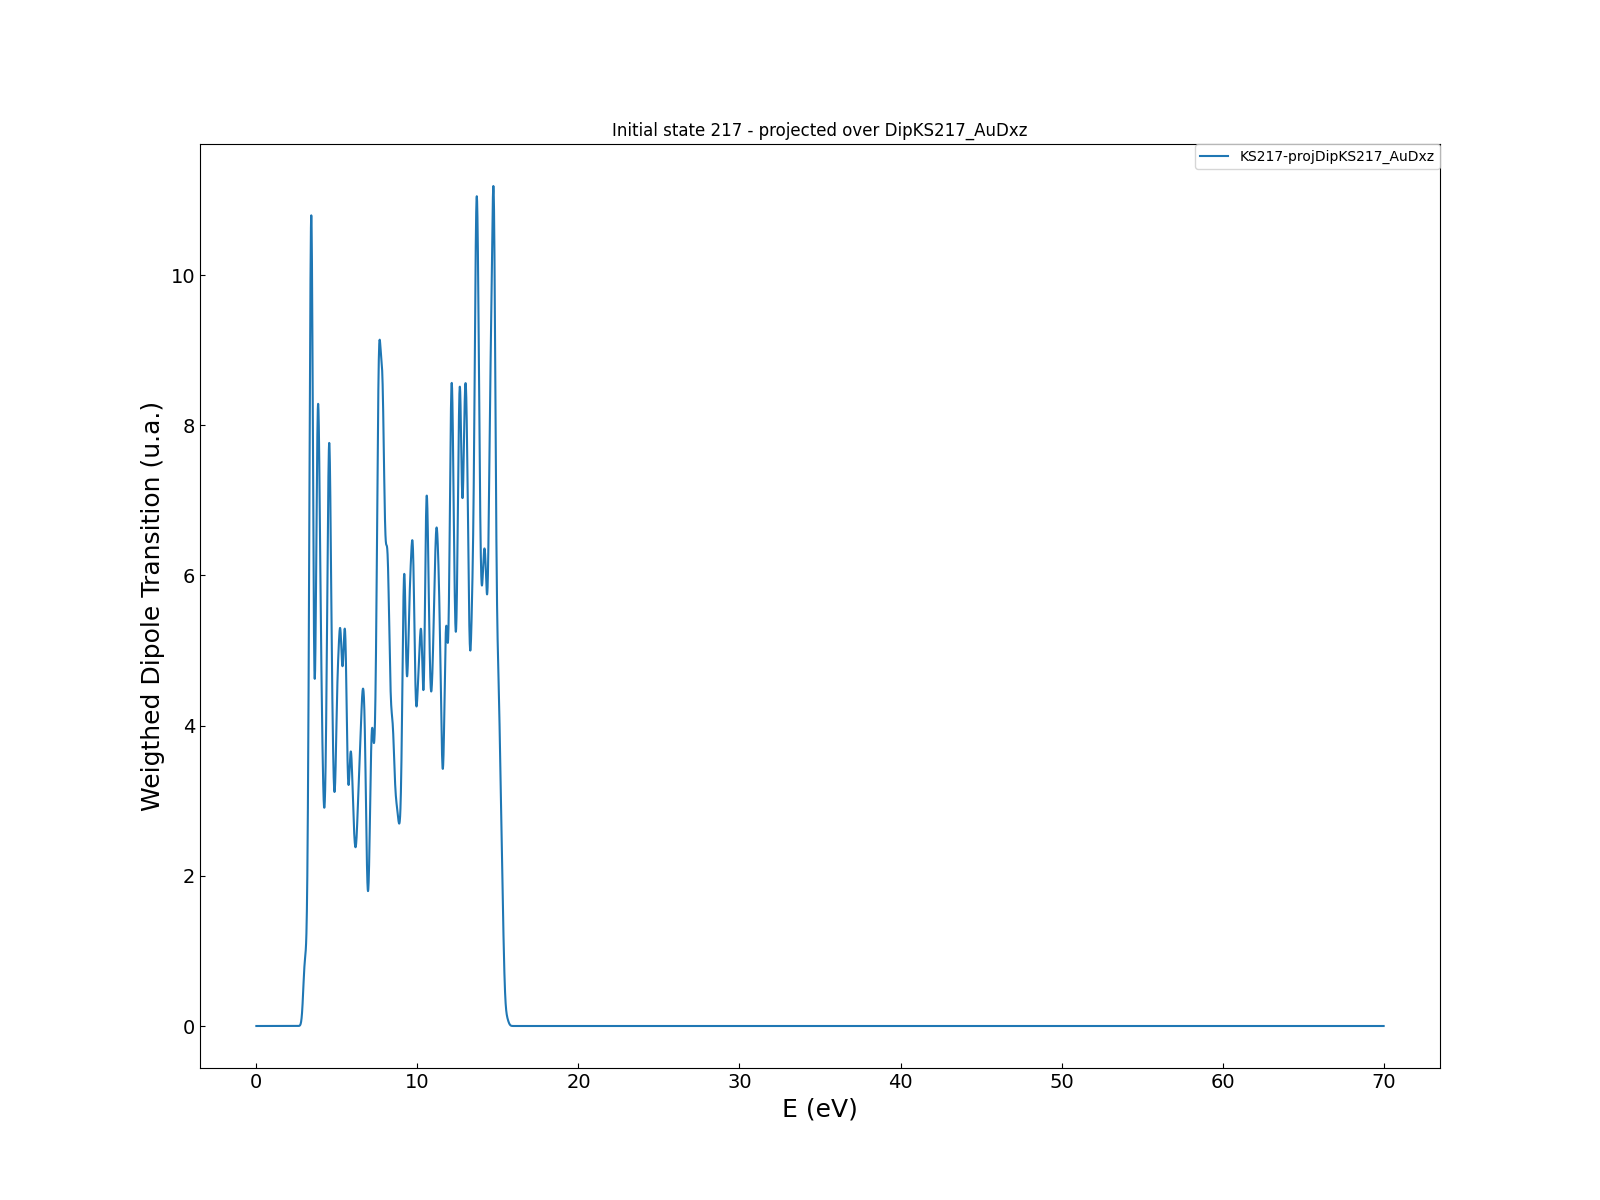 Initial state 217 - projected over DipKS217_AuDxz
KS217-projDipKS217_AuDxz
Weigthed Dipole Transition (u.a.)
10
8
6
4
2
0
0 10 20 30 40 50 60 70
E (eV)